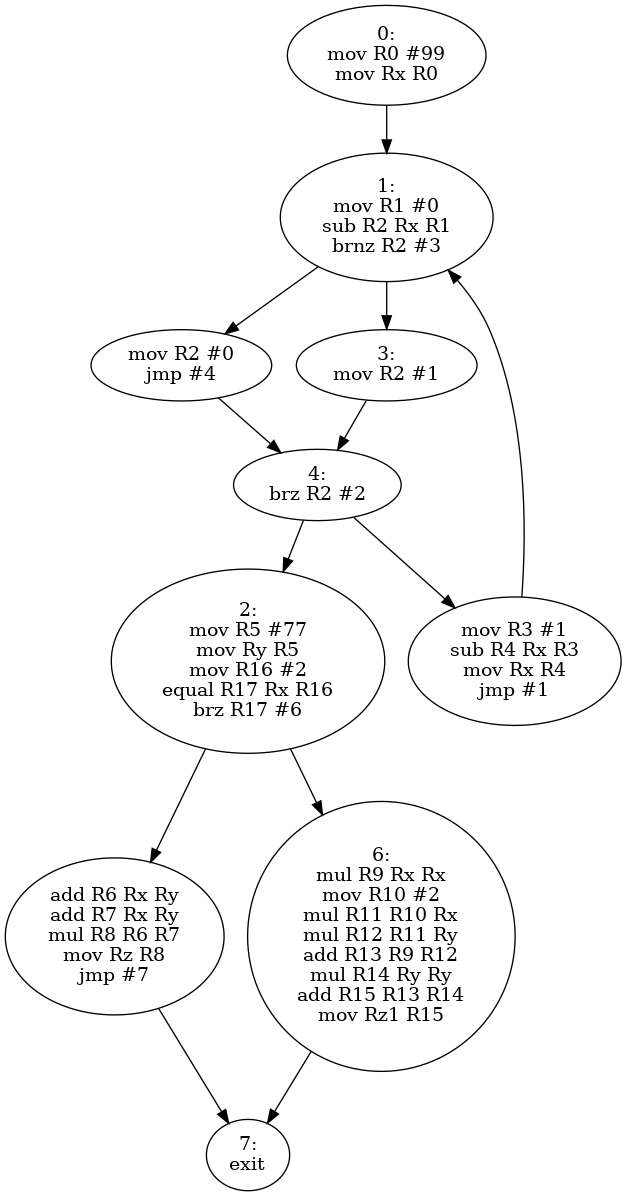 0:
mov R0 #99
mov Rx R0
1:
mov R1 #0
sub R2 Rx R1
brnz R2 #3
mov R2 #0
jmp #4
3:
mov R2 #1
4:
brz R2 #2
2:
mov R5 #77
mov Ry R5
mov R16 #2
equal R17 Rx R16
brz R17 #6
mov R3 #1
sub R4 Rx R3
mov Rx R4
jmp #1
add R6 Rx Ry
add R7 Rx Ry
mul R8 R6 R7
mov Rz R8
jmp #7
6:
mul R9 Rx Rx
mov R10 #2
mul R11 R10 Rx
mul R12 R11 Ry
add R13 R9 R12
mul R14 Ry Ry
add R15 R13 R14
mov Rz1 R15
7:
exit